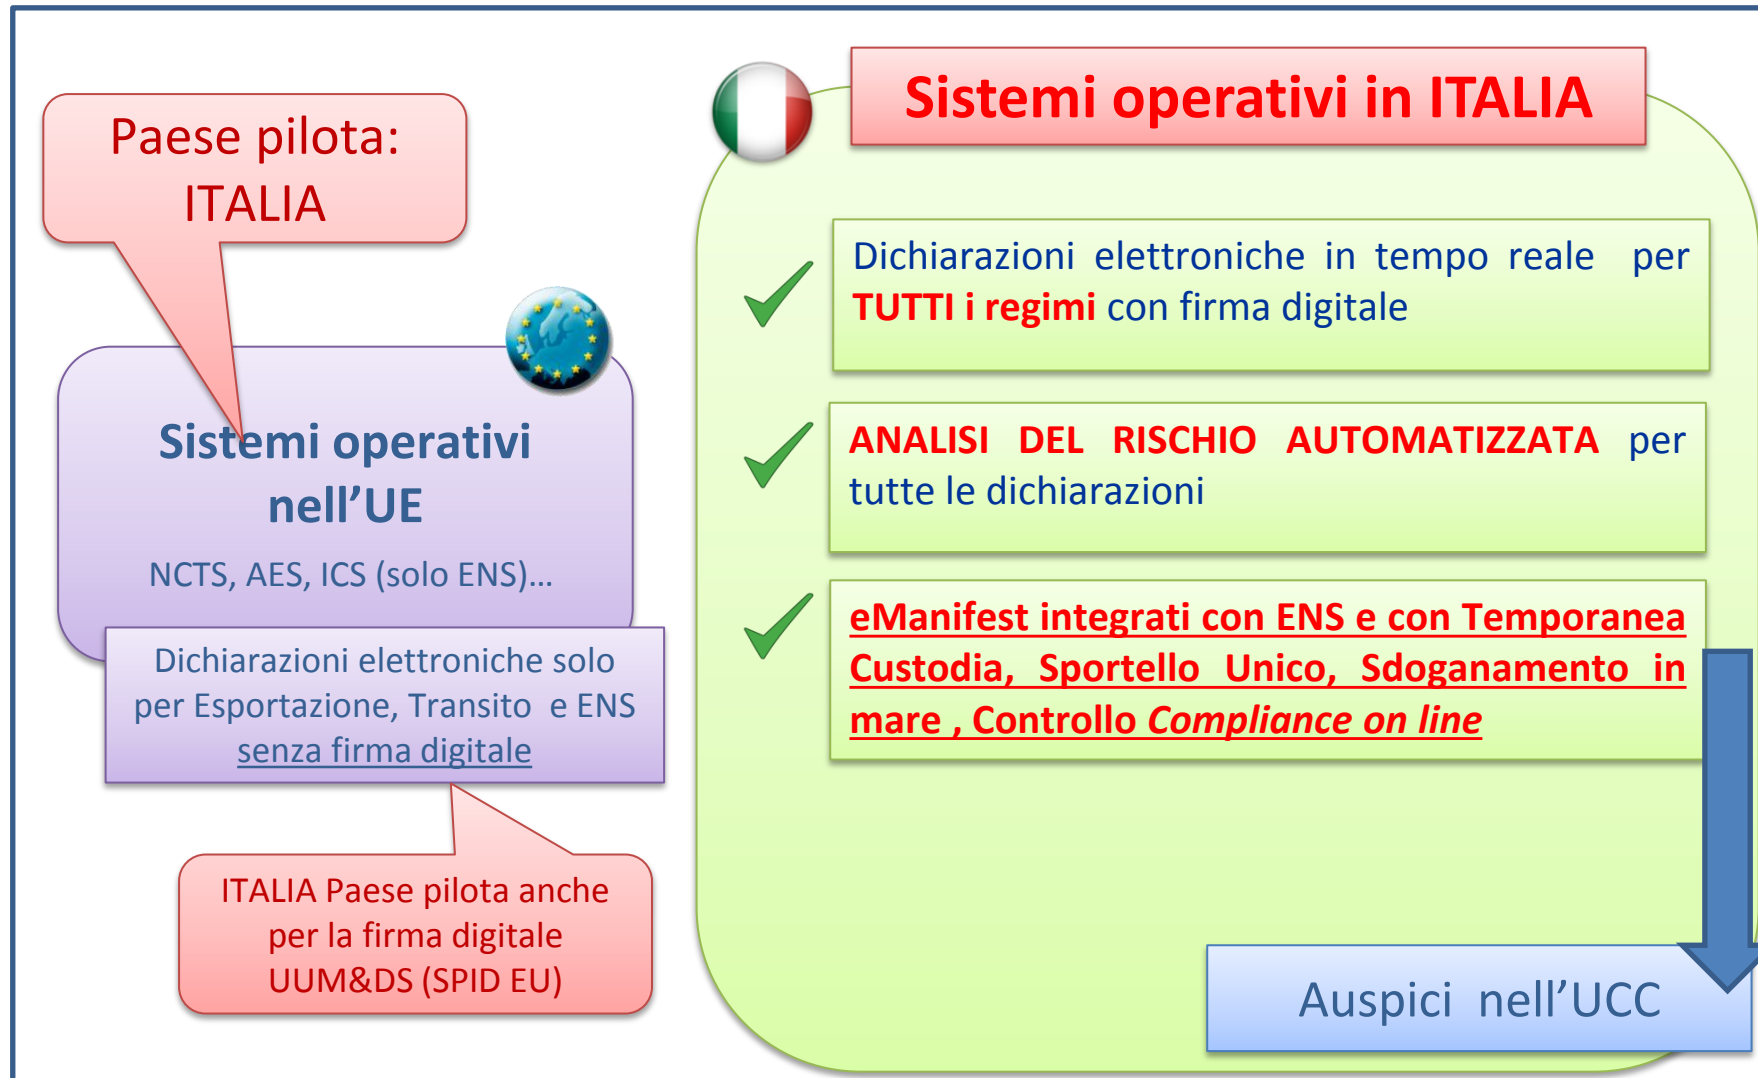 Paese pilota:
ITALIA
Sistemi operativi
nell'UE
NCTS, AES, ICS (solo ENS)...
Dichiarazioni elettroniche solo
per Esportazione, Transito e ENS
senza firma digitale
ITALIA Paese pilota anche
per la firma digitale
UUM&DS (SPID EU)
Sistemi operativi in ITALIA
Dichiarazioni elettroniche in tempo reale per
TUTTI i regimi con firma digitale
ANALISI DEL RISCHIO AUTOMATIZZATA per
tutte le dichiarazioni
eManifest integrati con ENS e con Temporanea
Custodia, Sportello Unico, Sdoganamento in
mare , Controllo Compliance on line
Auspici nell'UCC